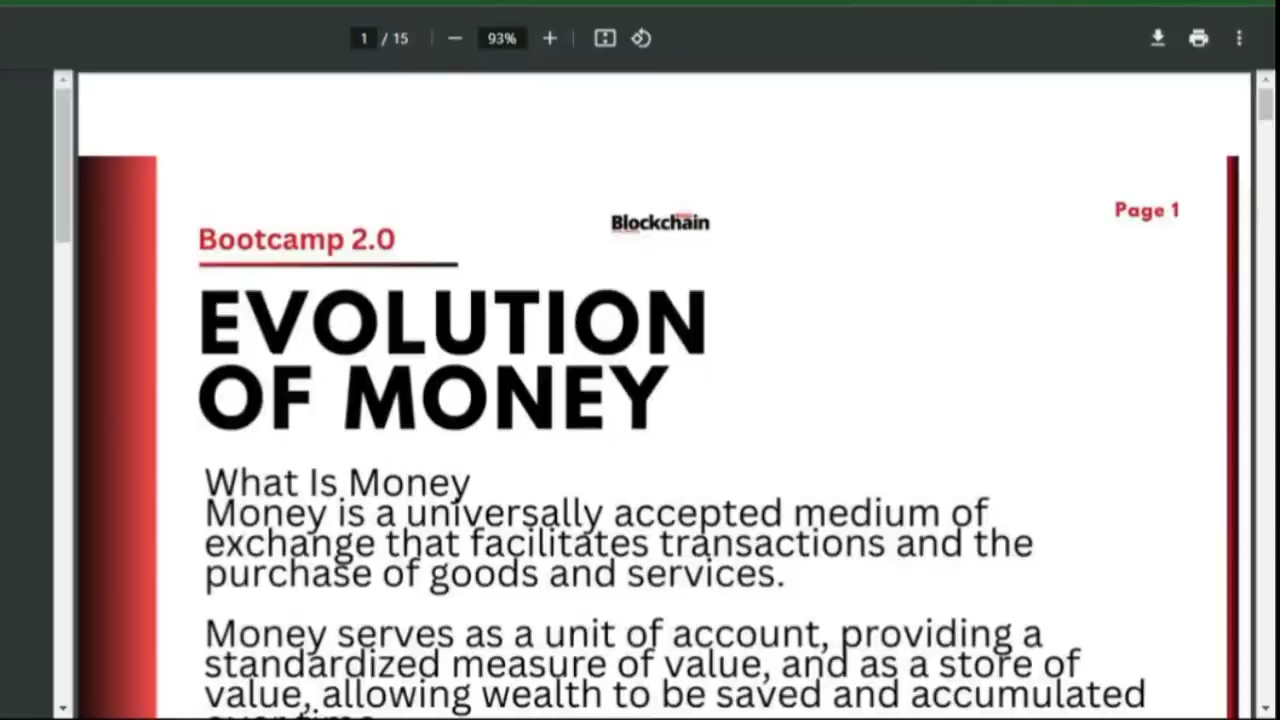 1 / 15
93%
Page 1
Blockchain
Bootcamp 2.0
EVOLUTION
OF MONEY
What Is Money
Money is a universally accepted medium of
exchange that facilitates transactions and the
purchase of goods and services.
Money serves as a unit of account, providing a
standardized measure of value, and as a store of
value, allowing wealth to be saved and accumulated